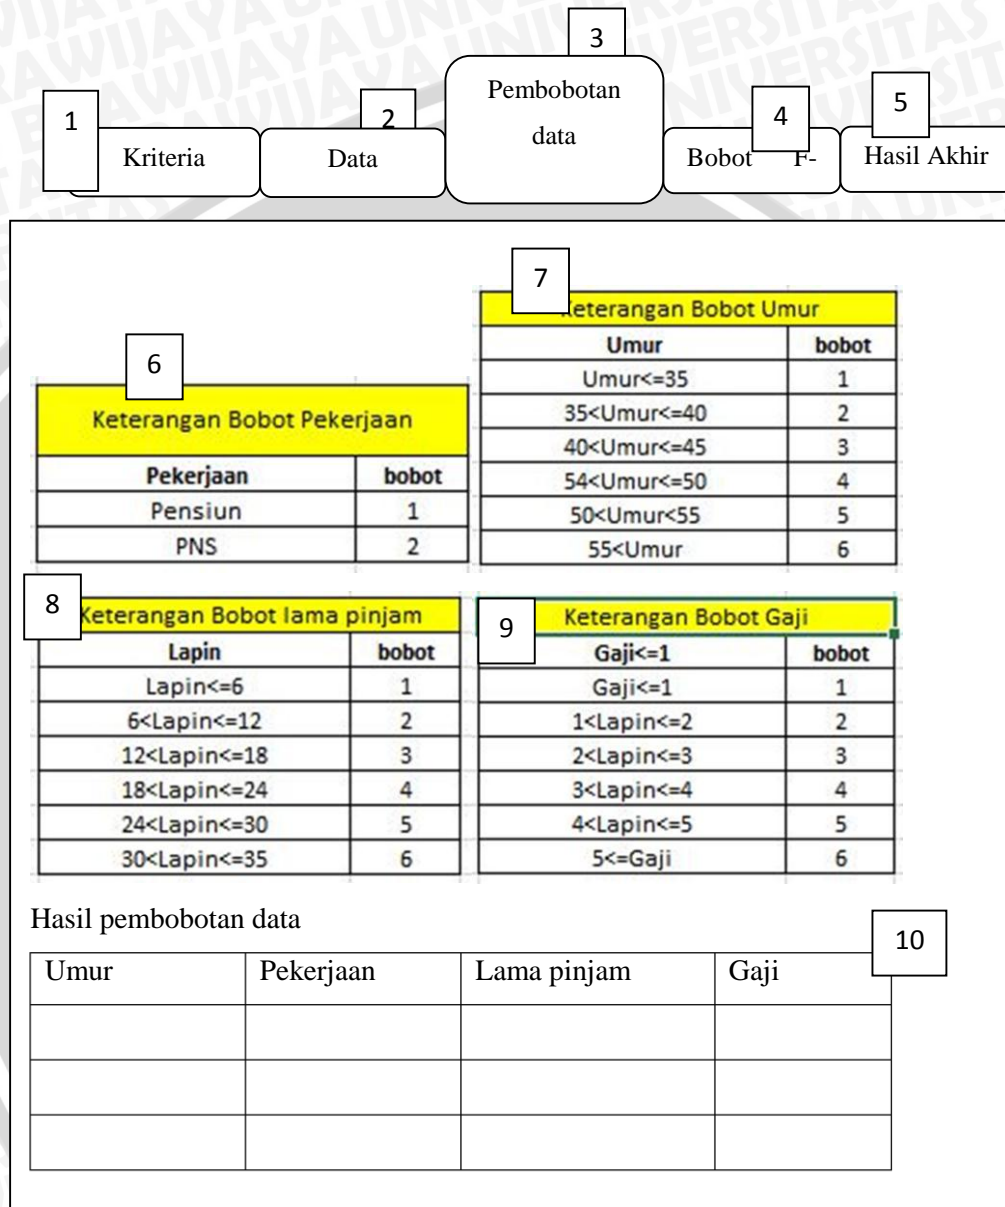 3
Pembobotan
data
1
2
4
5
Kriteria
Data
Bobot F-
Hasil Akhir
7
Keterangan Bobot Umur
Umur bobot
Umur<=35 1
35<Umur<=40 2
40<Umur<=45 3
54<Umur<=50 4
50<Umur<55 5
55<Umur 6
6
Keterangan Bobot Pekerjaan
Pekerjaan bobot
Pensiun 1
PNS 2
8
Keterangan Bobot lama pinjam
Lapin bobot
Lapin<=6 1
6<Lapin<=12 2
12<Lapin<=18 3
18<Lapin<=24 4
24<Lapin<=30 5
30<Lapin<=35 6
9
Keterangan Bobot Gaji
Gaji<=1 bobot
Gaji<=1 1
1<Lapin<=2 2
2<Lapin<=3 3
3<Lapin<=4 4
4<Lapin<=5 5
5<=Gaji 6
Hasil pembobotan data
10
Umur Pekerjaan Lama pinjam Gaji